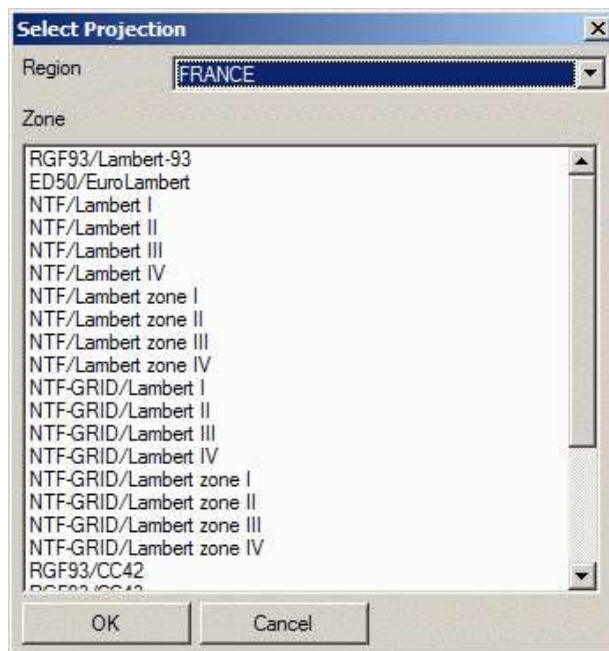 Select Projection
Region
FRANCE
Zone
RGF93/Lambert-93
ED50/EuroLambert
NTF/Lambert I
NTF/Lambert II
NTF/Lambert III
NTF/Lambert IV
NTF/Lambert zone I
NTF/Lambert zone II
NTF/Lambert zone III
NTF/Lambert zone IV
NTF-GRID/Lambert I
NTF-GRID/Lambert II
NTF-GRID/Lambert III
NTF-GRID/Lambert IV
NTF-GRID/Lambert zone I
NTF-GRID/Lambert zone II
NTF-GRID/Lambert zone III
NTF-GRID/Lambert zone IV
RGF93/CC42
OK Cancel